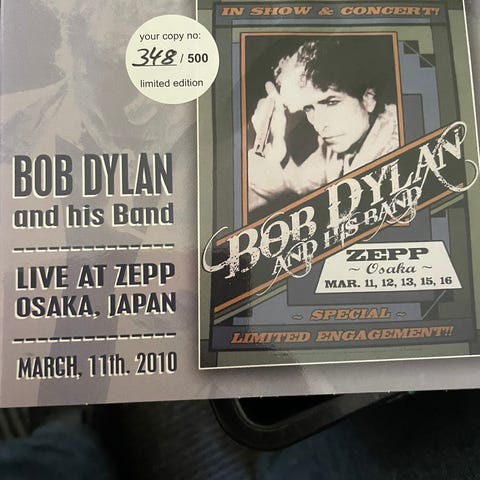 your copy no:
348 / 500
limited edition
BOB DYLAN
and his Band
LIVE AT ZEPP
OSAKA, JAPAN
MARCH, 11th. 2010
IN SHOW & CONCERT!
BOB DYLAN
AND HIS BAND
ZEPP
~ Osaka ~
MAR. 11, 12, 13, 15, 16
~ SPECIAL ~
LIMITED ENGAGEMENT!!